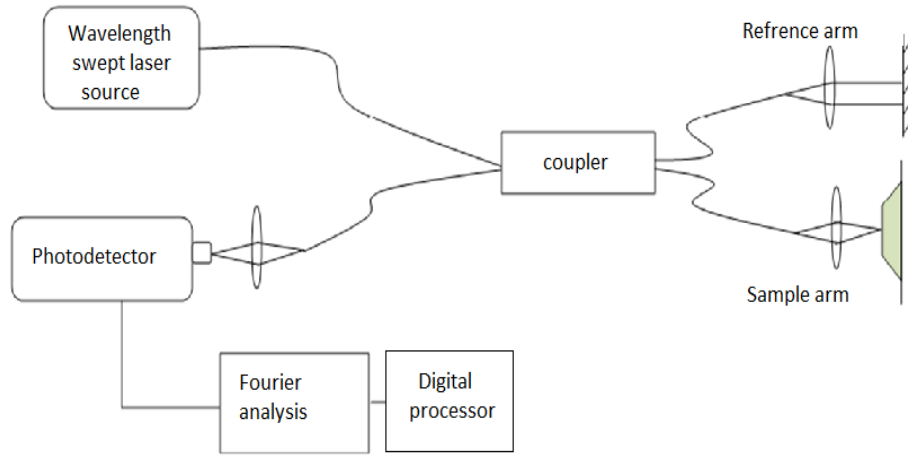 Wavelength
swept laser
source
Refrence arm
coupler
Photodetector
Sample arm
Fourier
analysis
Digital
processor